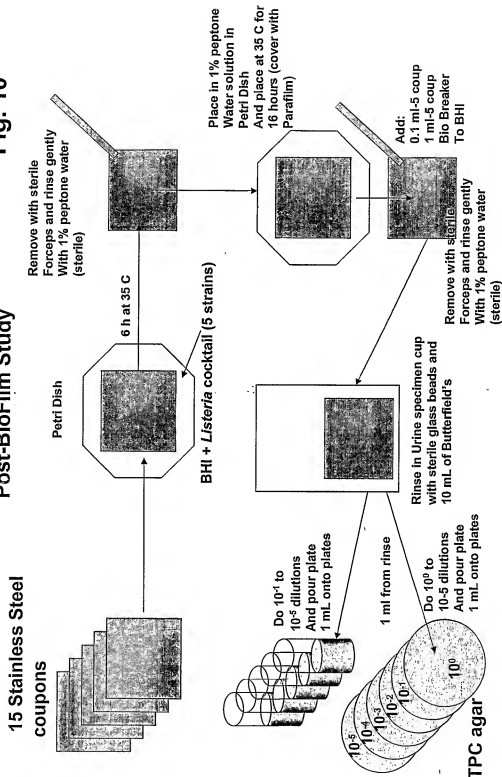 Fig.
Post-BioFilm Study
15 Stainless Steel
coupons
Petri Dish
BHI + Listeria cocktail (5 strains)
6 h at 35 C
Remove with sterile
Forceps and rinse gently
With 1% peptone water
(sterile)
Place in 1% peptone
Water solution in
Petri Dish
And place at 35 C for
16 hours (cover with
Parafilm)
Add:
0.1 ml-5 coup
1 ml-5 coup
Bio Breaker
To BHI
Remove with sterile
Forceps and rinse gently
With 1% peptone water
(sterile)
Rinse in Urine specimen cup
with sterile glass beads and
10 mL of Butterfield's
Do 10-1 to
10-5 dilutions
And pour plate
1 mL onto plates
1 ml from rinse
Do 100 to
10-5 dilutions
And pour plate
1 mL onto plates
10-5
10-4
10-3
10-2
10-1
100
TPC agar